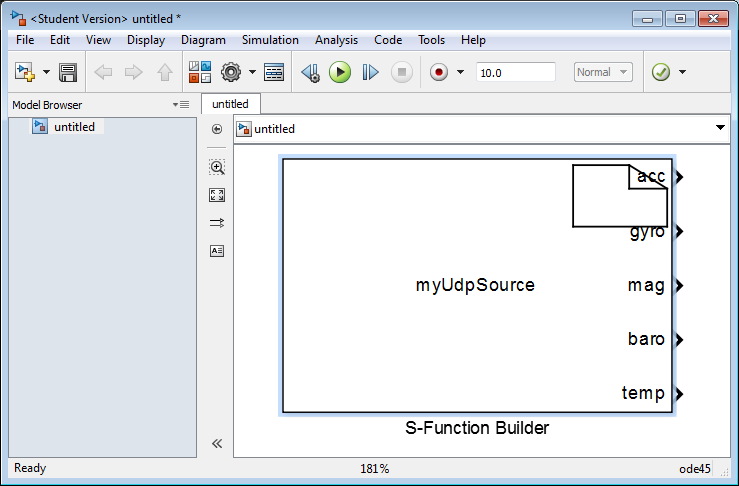 <Student Version> untitled *
File Edit View Display Diagram Simulation Analysis Code Tools Help
10.0 Normal
Model Browser
untitled
untitled
untitled
acc
gyro
myUdpSource
mag
baro
temp
S-Function Builder
Ready 181% ode45